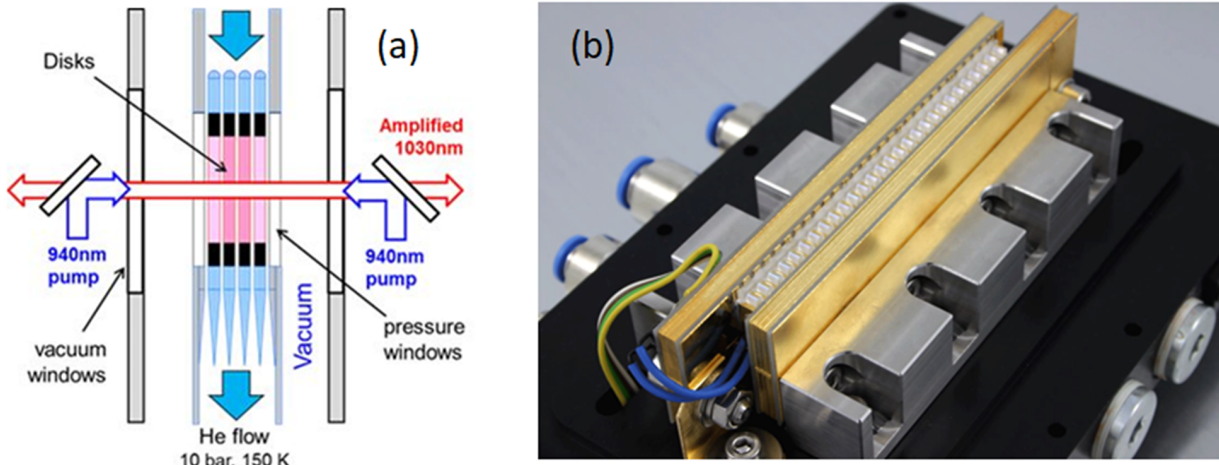 (a)
Disks
Amplified
1030nm
940nm
pump
940nm
pump
Vacuum
pressure
windows
vacuum
windows
He flow
10 bar, 150 K
(b)